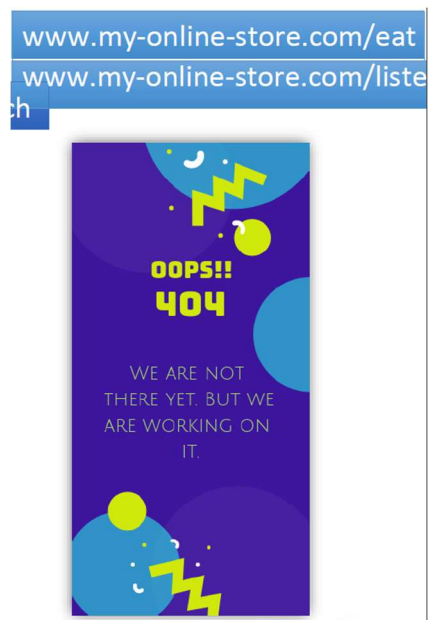 www.my-online-store.com/eat
www.my-online-store.com/liste
ch
OOPS!!
404
WE ARE NOT
THERE YET. BUT WE
ARE WORKING ON
IT.